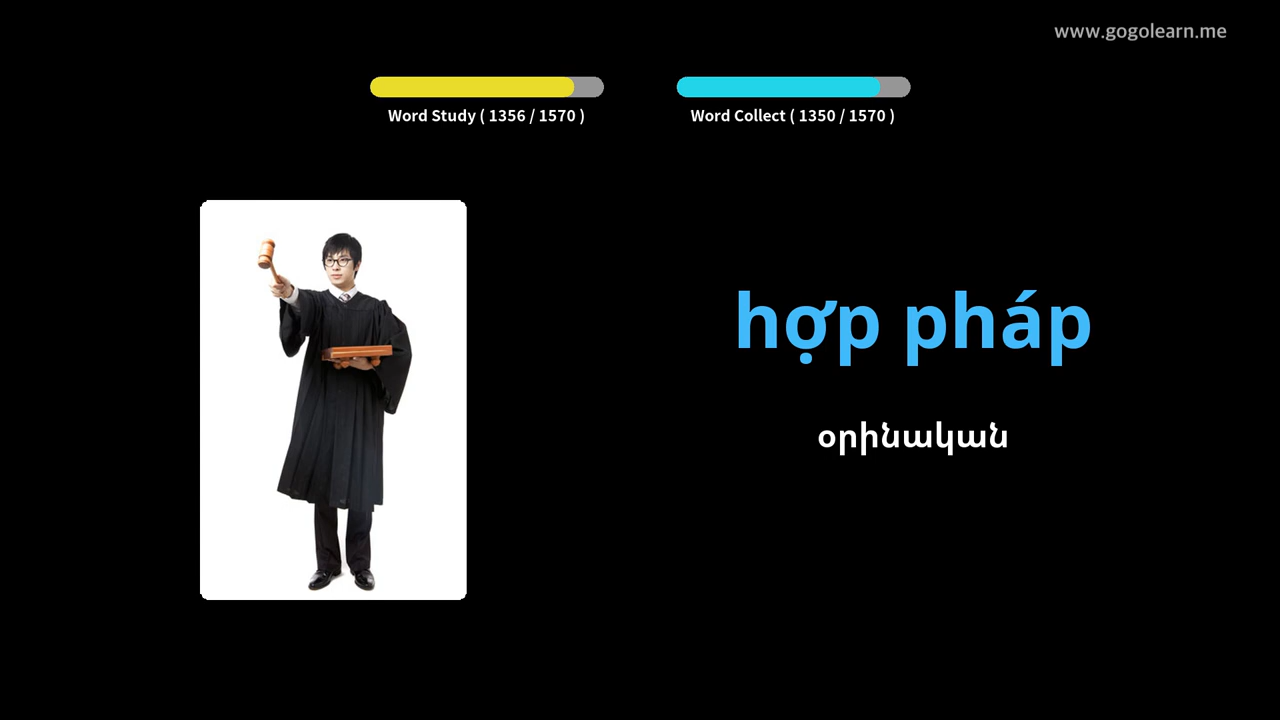 www.gogolearn.me
Word Study ( 1356 / 1570 )
Word Collect ( 1350 / 1570 )
hợp pháp
օրինական